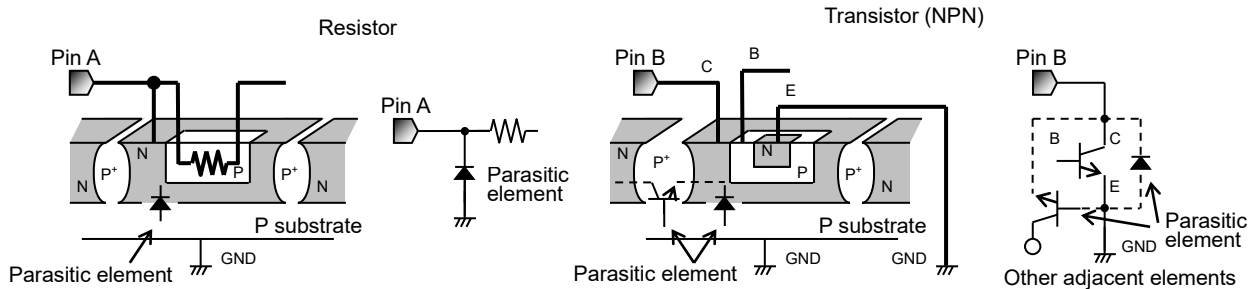 Resistor
Transistor (NPN)
Pin A
Pin B
C
B
E
Pin B
Pin A
N
P⁺
N
P
P⁺
N
Parasitic
element
P substrate
GND
Parasitic element
N
P⁺
N
P
P⁺
N
P substrate
GND
GND
Parasitic element
B
C
E
Parasitic
element
GND
Other adjacent elements